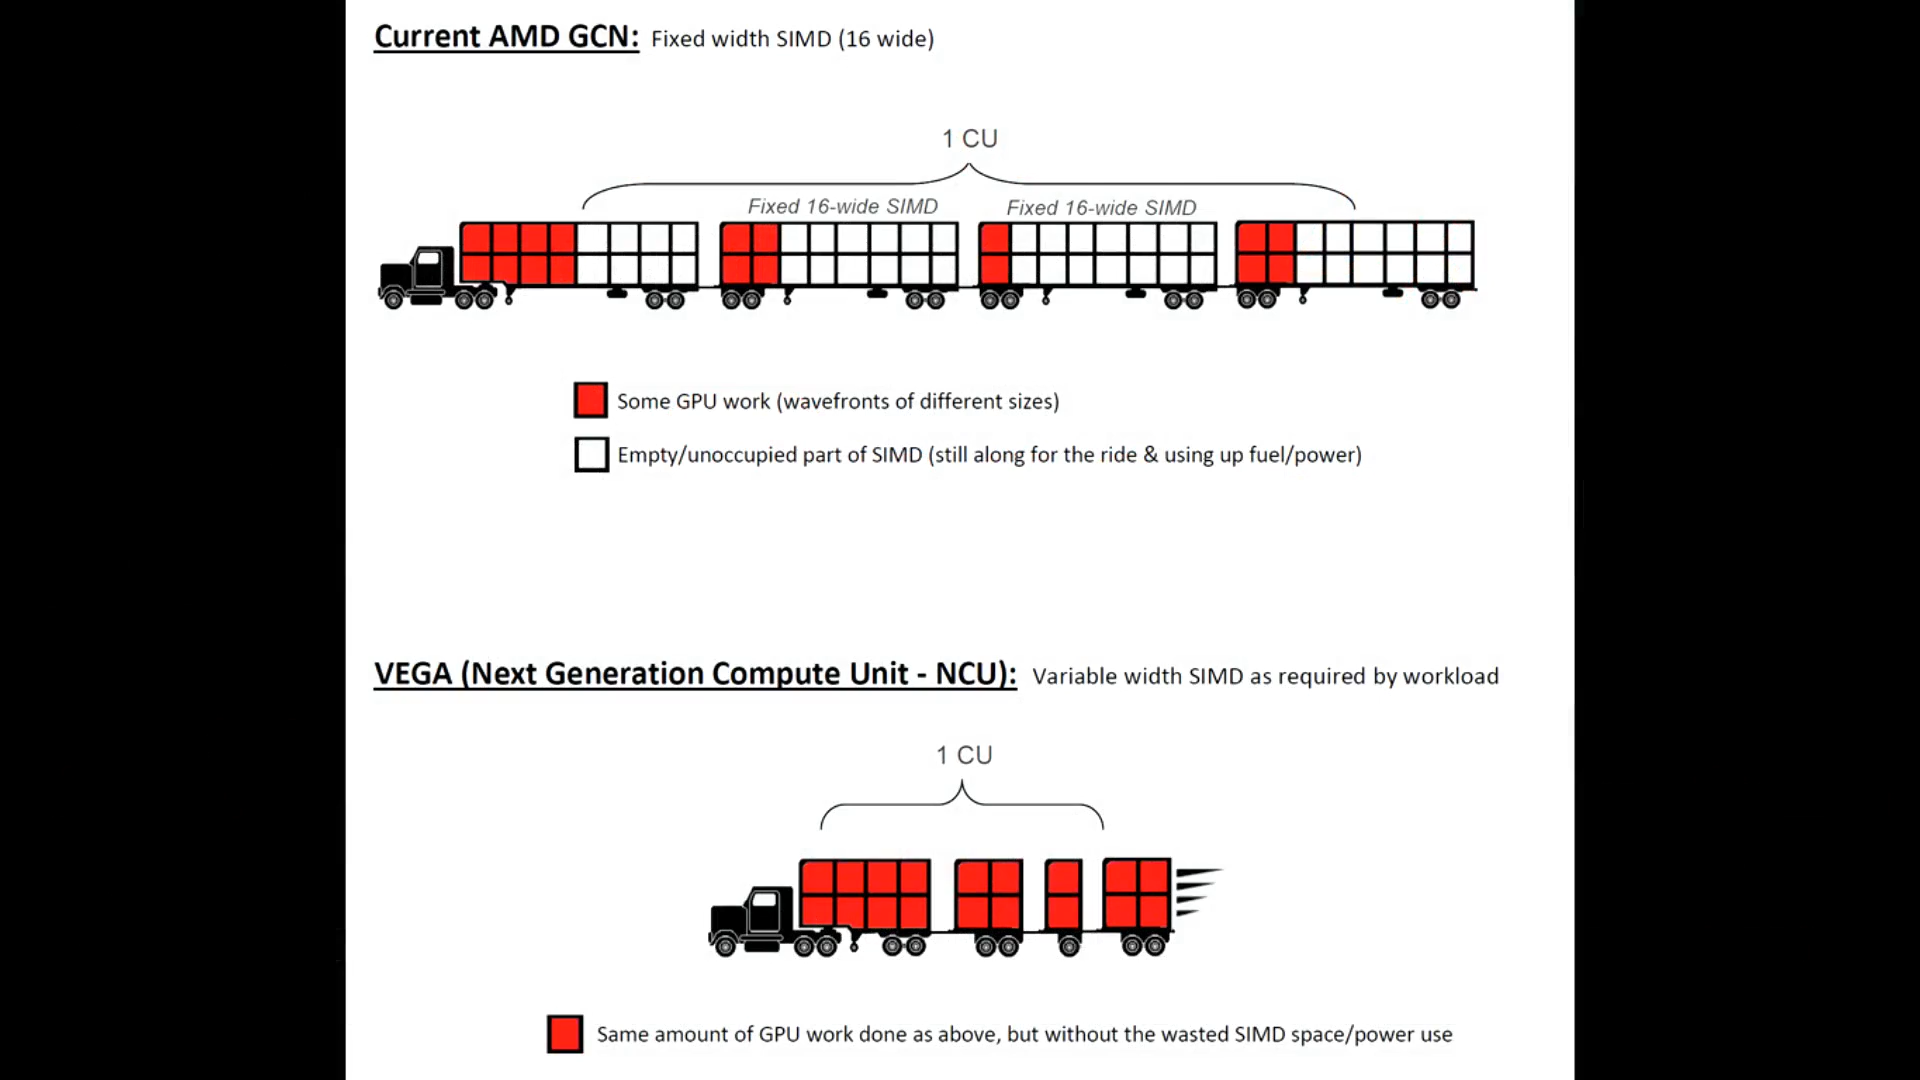 Current AMD GCN: Fixed width SIMD (16 wide)
1 CU
Fixed 16-wide SIMD Fixed 16-wide SIMD
Some GPU work (wavefronts of different sizes)
Empty/unoccupied part of SIMD (still along for the ride & using up fuel/power)
VEGA (Next Generation Compute Unit - NCU): Variable width SIMD as required by workload
1 CU
Same amount of GPU work done as above, but without the wasted SIMD space/power use